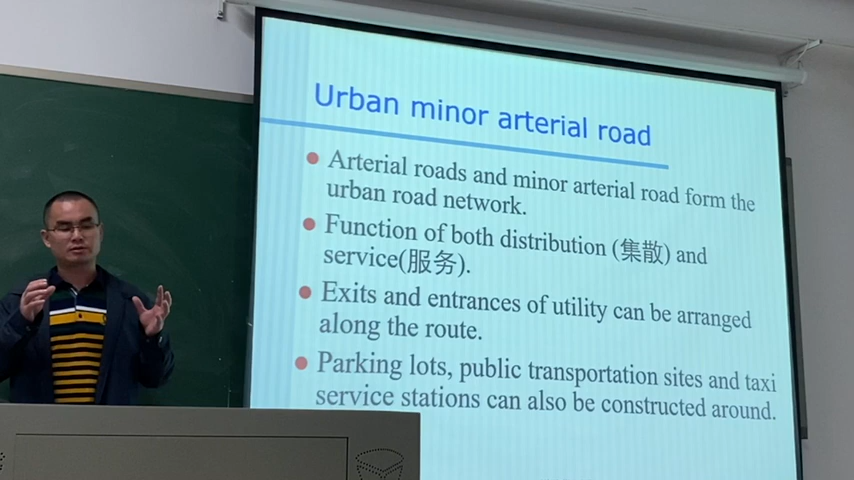 Urban minor arterial road
Arterial roads and minor arterial road form the
urban road network.
Function of both distribution (集散) and
service(服务).
Exits and entrances of utility can be arranged
along the route.
Parking lots, public transportation sites and taxi
service stations can also be constructed around.